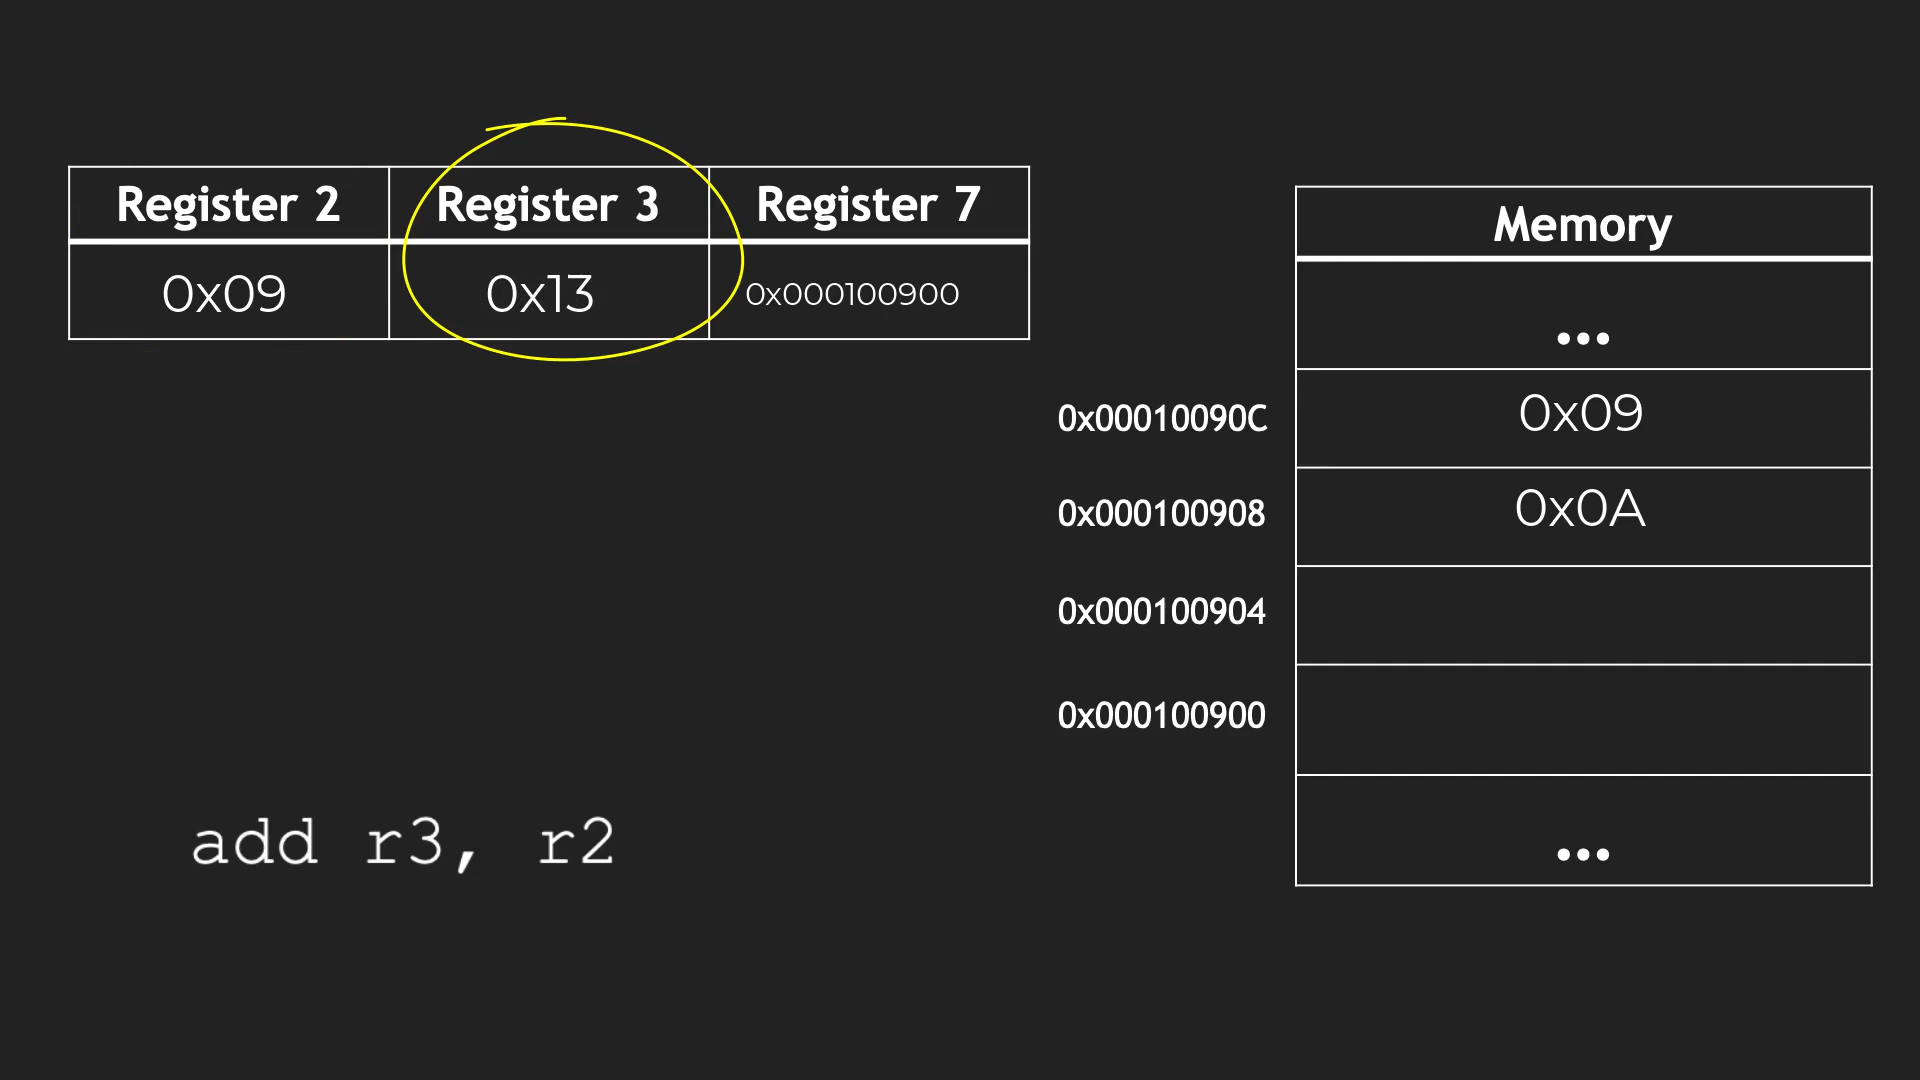 Register 2 Register 3 Register 7
0x09 0x13 0x000100900
Memory
...
0x00010090C 0x09
0x000100908 0x0A
0x000100904
0x000100900
...
add r3, r2